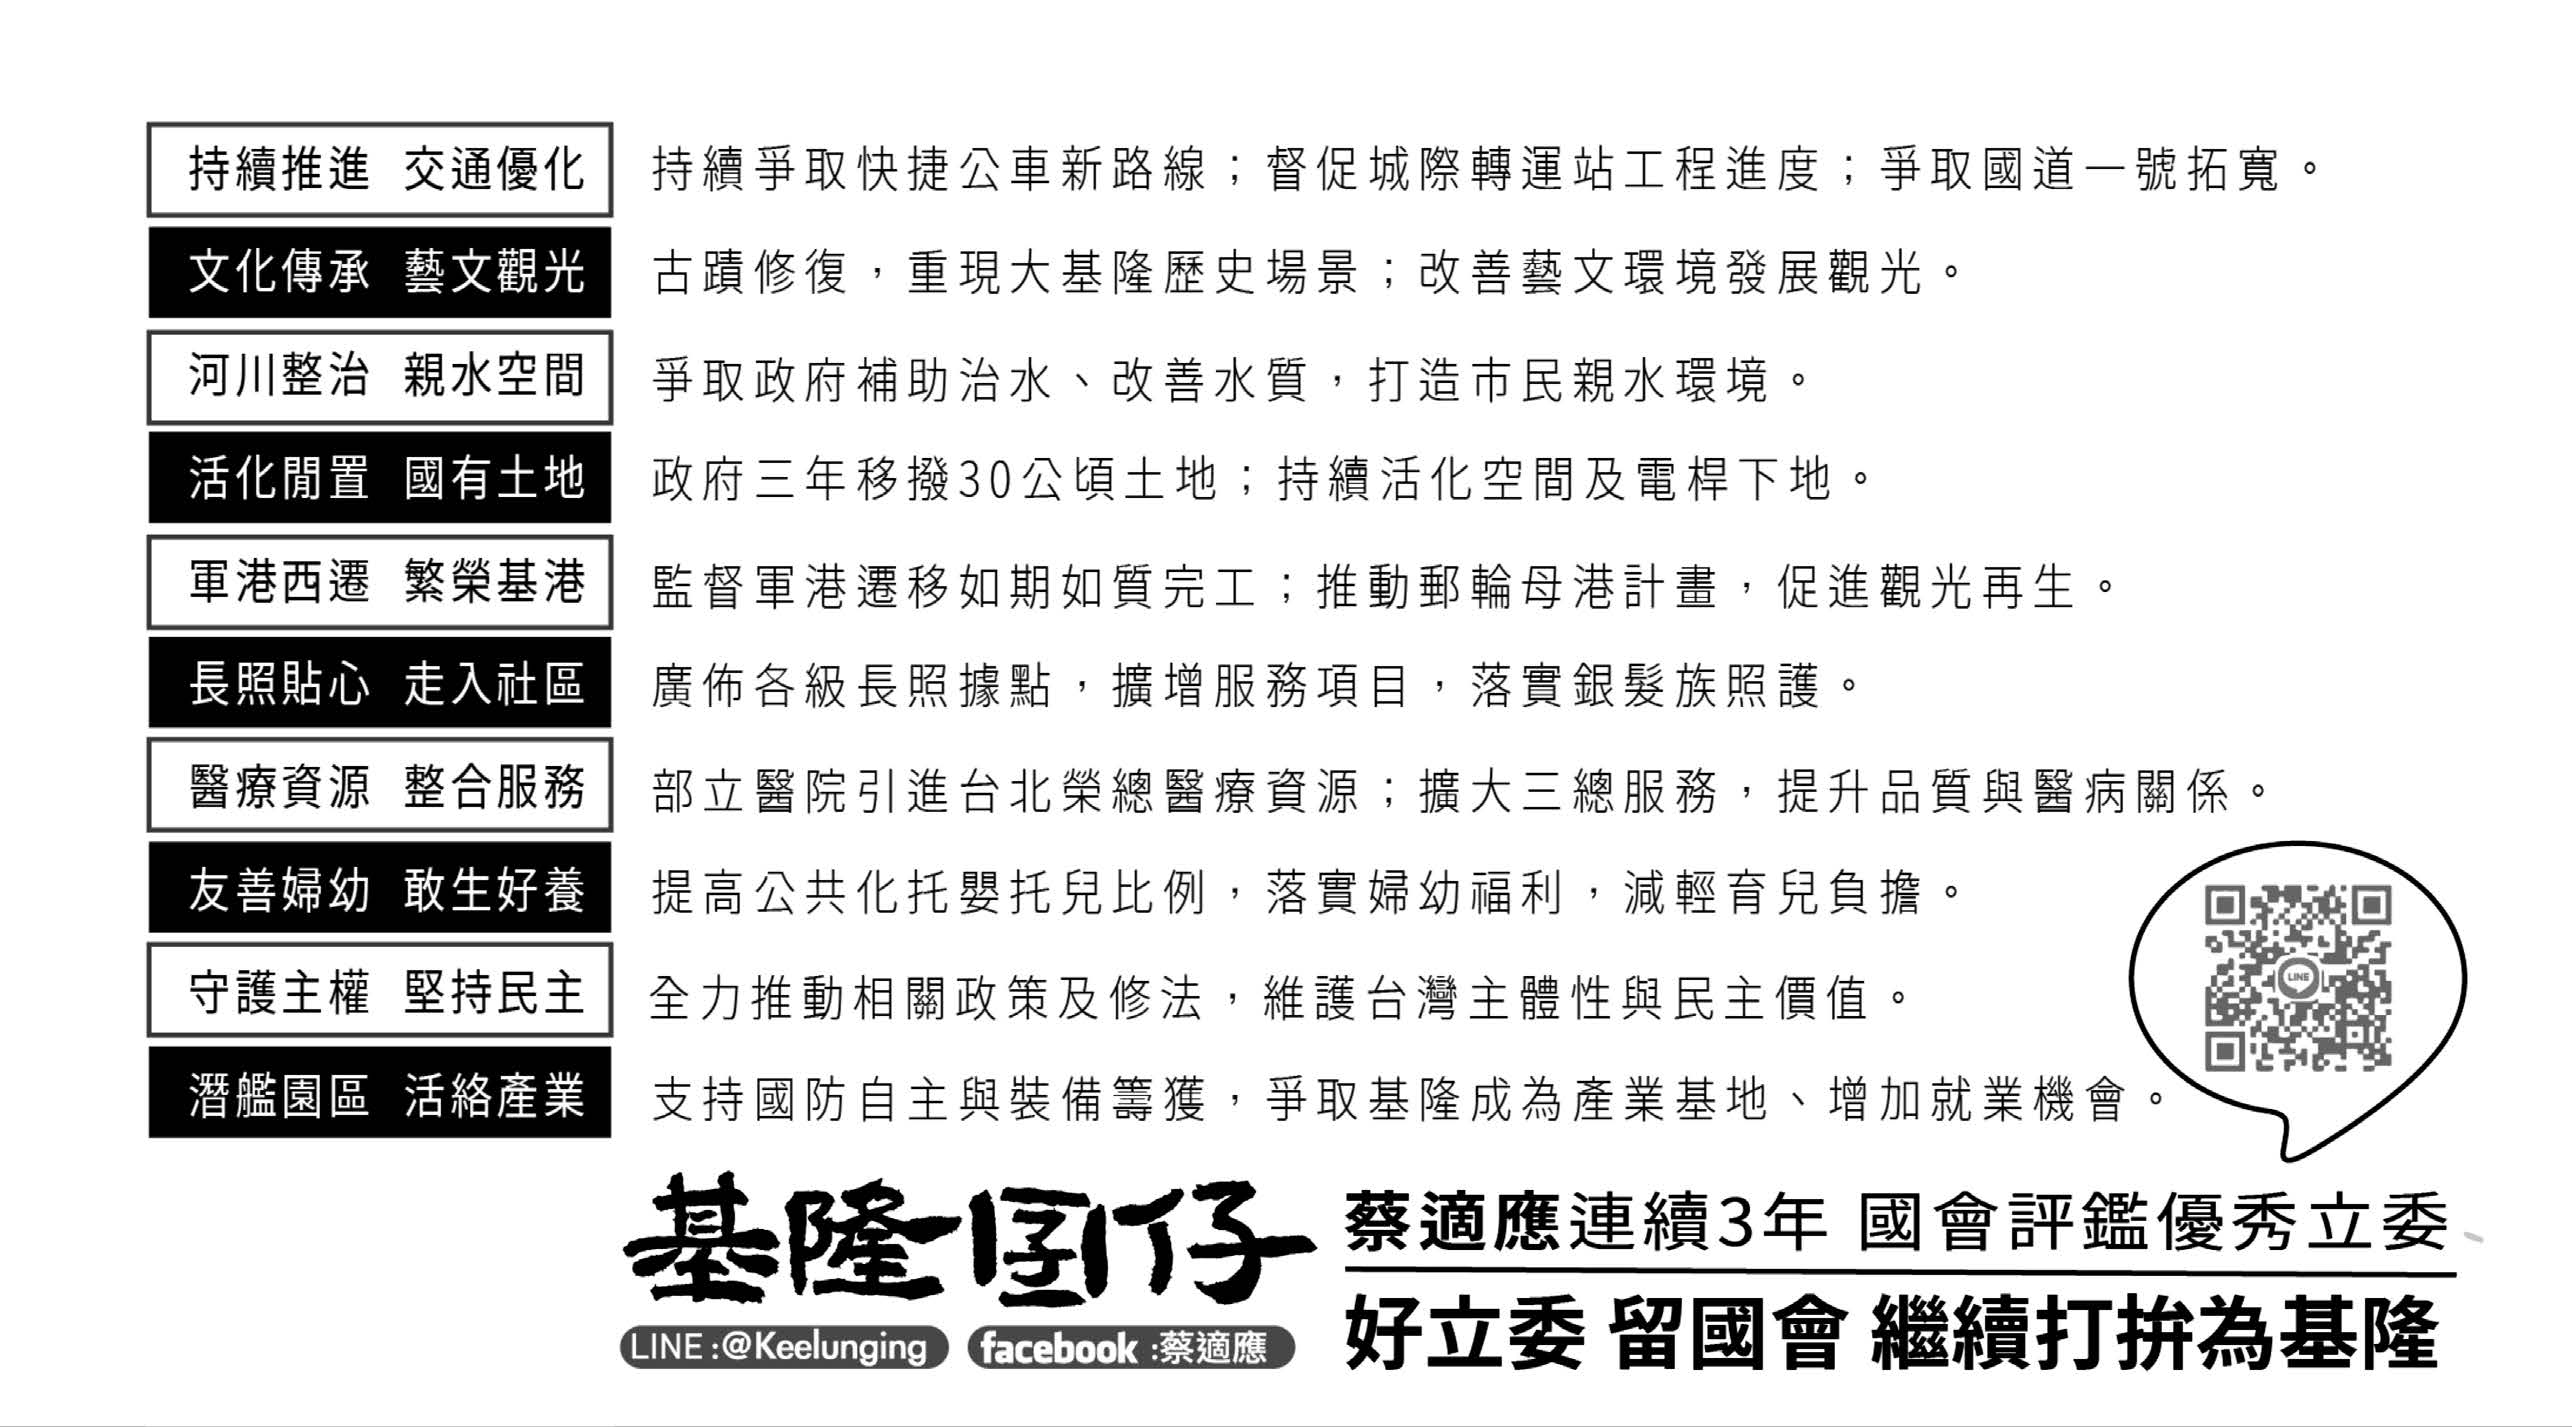 持續推進 交通優化 持續爭取快捷公車新路線；督促城際轉運站工程進度；爭取國道一號拓寬。
文化傳承 藝文觀光 古蹟修復，重現大基隆歷史場景；改善藝文環境發展觀光。
河川整治 親水空間 爭取政府補助治水、改善水質，打造市民親水環境。
活化閒置 國有土地 政府三年移撥30公頃土地；持續活化空間及電桿下地。
軍港西遷 繁榮基港 監督軍港遷移如期如質完工；推動郵輪母港計畫，促進觀光再生。
長照貼心 走入社區 廣佈各級長照據點，擴增服務項目，落實銀髮族照護。
醫療資源 整合服務 部立醫院引進台北榮總醫療資源；擴大三總服務，提升品質與醫病關係。
友善婦幼 敢生好養 提高公共化托嬰托兒比例，落實婦幼福利，減輕育兒負擔。
守護主權 堅持民主 全力推動相關政策及修法，維護台灣主體性與民主價值。
潛艦園區 活絡產業 支持國防自主與裝備籌獲，爭取基隆成為產業基地、增加就業機會。
LINE
基隆囝仔
LINE:@Keelunging facebook:蔡適應
蔡適應連續3年 國會評鑑優秀立委
好立委 留國會 繼續打拚為基隆